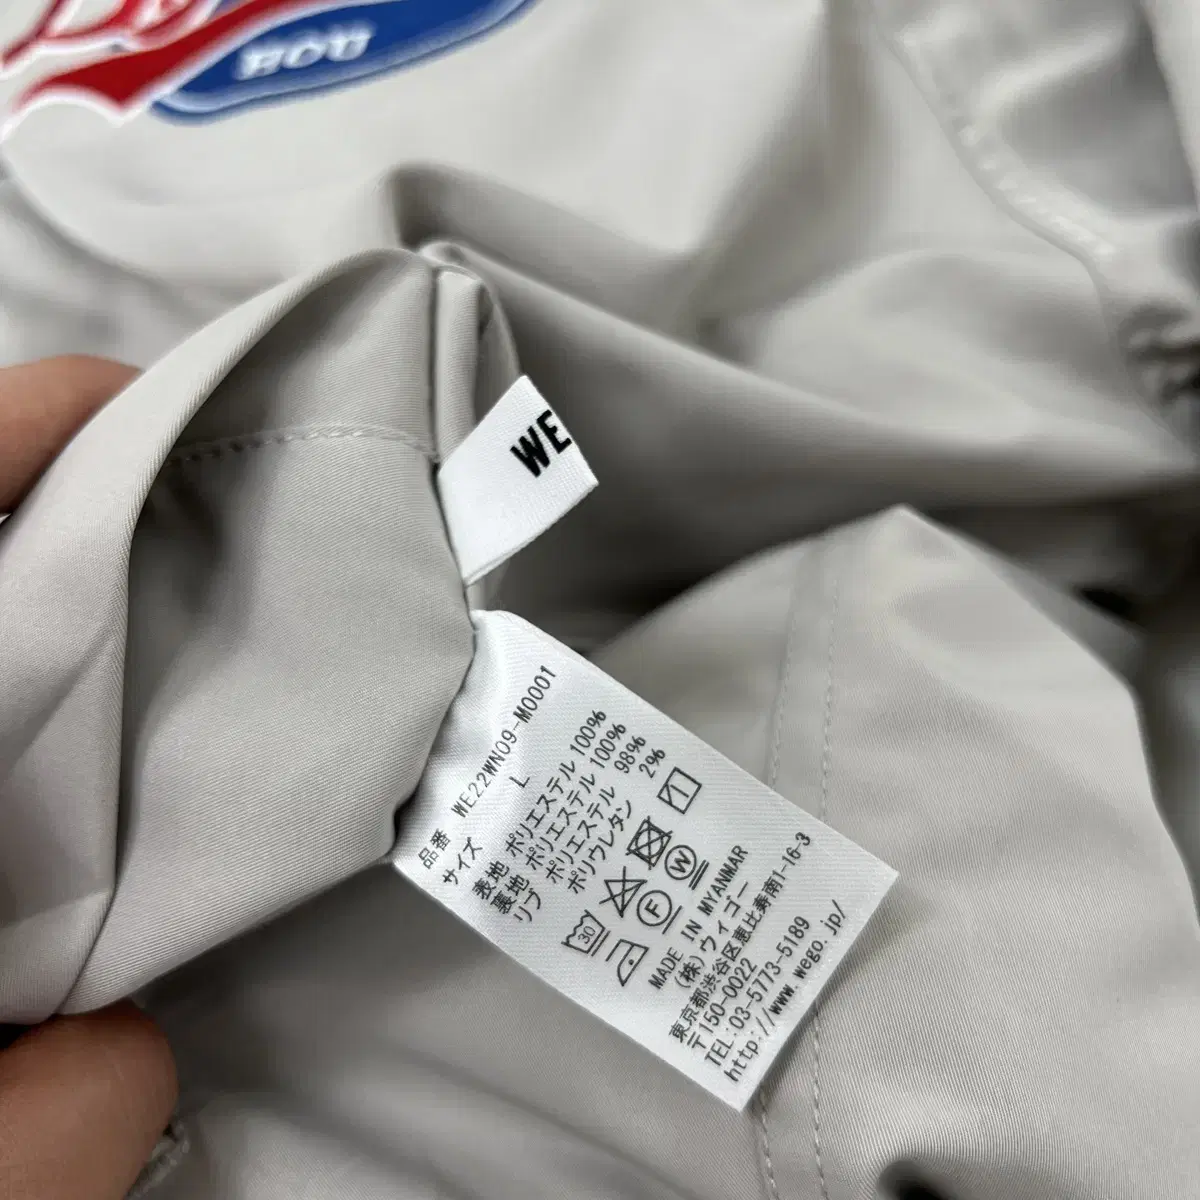 ECU
WE
品番 WE22WN09-M0001
サイズ L
表地 ポリエステル 100%
裏地 ポリエステル 100%
リブ ポリエステル 98%
ポリウレタン 2%
30
F
W
MADE IN MYANMAR
(株)ウィゴー
東京都渋谷区恵比寿南1-16-3
〒150-0022
TEL:03-5773-5189
http://www.wego.jp/